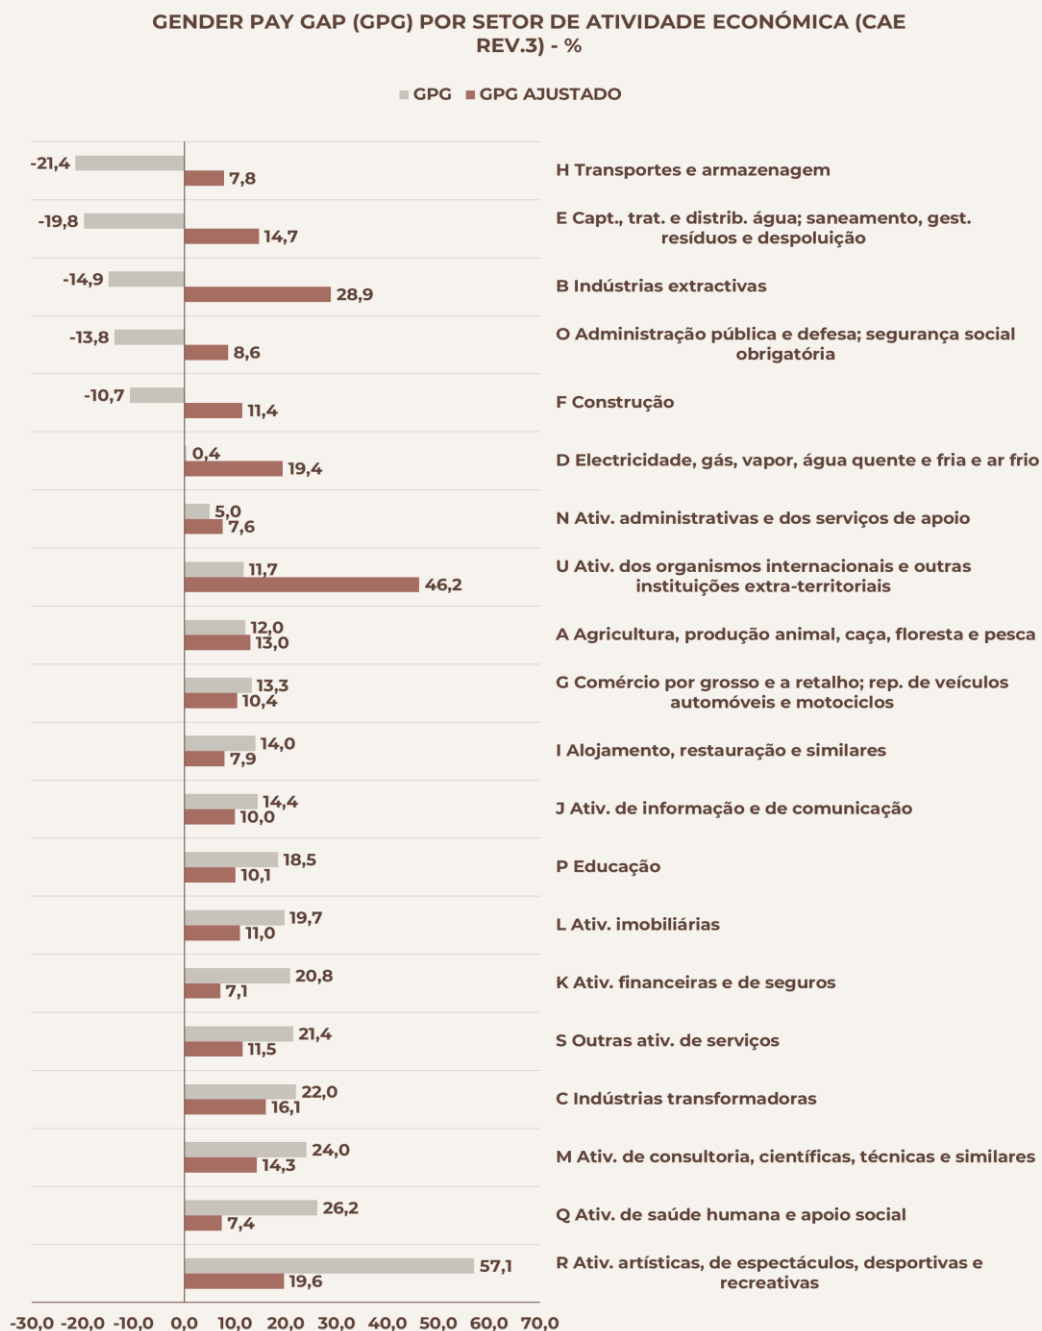 GENDER PAY GAP (GPG) POR SETOR DE ATIVIDADE ECONÓMICA (CAE
REV.3) - %
GPG GPG AJUSTADO
-21,4
7,8
H Transportes e armazenagem
-19,8
14,7
E Capt., trat. e distrib. água; saneamento, gest.
resíduos e despoluição
-14,9
28,9
B Indústrias extractivas
-13,8
8,6
O Administração pública e defesa; segurança social
obrigatória
-10,7
11,4
F Construção
0,4
19,4
D Electricidade, gás, vapor, água quente e fria e ar frio
5,0
7,6
N Ativ. administrativas e dos serviços de apoio
11,7
46,2
U Ativ. dos organismos internacionais e outras
instituições extra-territoriais
12,0
13,0
A Agricultura, produção animal, caça, floresta e pesca
13,3
10,4
G Comércio por grosso e a retalho; rep. de veículos
automóveis e motociclos
14,0
7,9
I Alojamento, restauração e similares
14,4
10,0
J Ativ. de informação e de comunicação
18,5
10,1
P Educação
19,7
11,0
L Ativ. imobiliárias
20,8
7,1
K Ativ. financeiras e de seguros
21,4
11,5
S Outras ativ. de serviços
22,0
16,1
C Indústrias transformadoras
24,0
14,3
M Ativ. de consultoria, científicas, técnicas e similares
26,2
7,4
Q Ativ. de saúde humana e apoio social
57,1
19,6
R Ativ. artísticas, de espectáculos, desportivas e
recreativas
-30,0 -20,0 -10,0 0,0 10,0 20,0 30,0 40,0 50,0 60,0 70,0